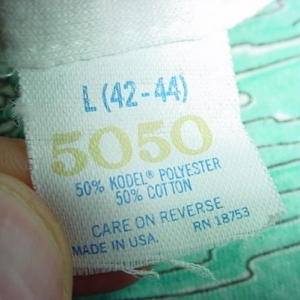 L (42-44)
5050
50% KODEL® POLYESTER
50% COTTON
CARE ON REVERSE
MADE IN USA. RN 18753